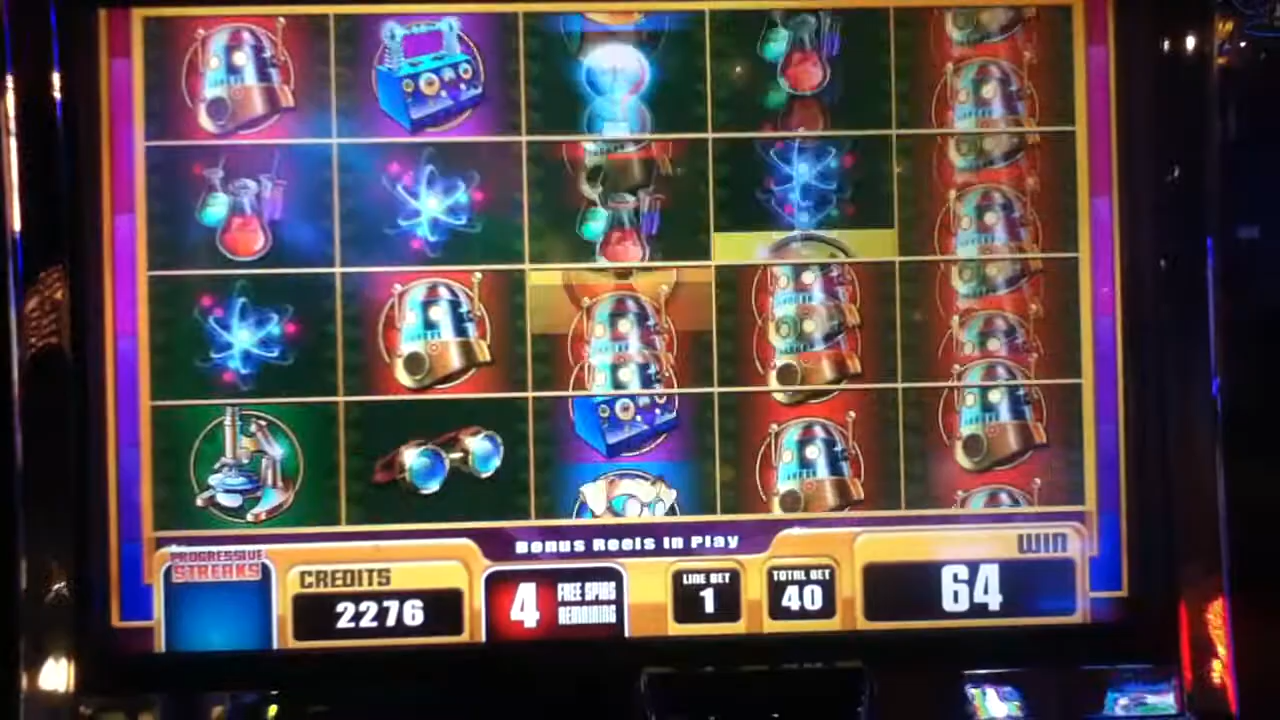 Bonus Reels In Play
PROGRESSIVE
STREAKS
CREDITS
2276
4
FREE SPINS
REMAINING
LINE BET
1
TOTAL BET
40
WIN
64